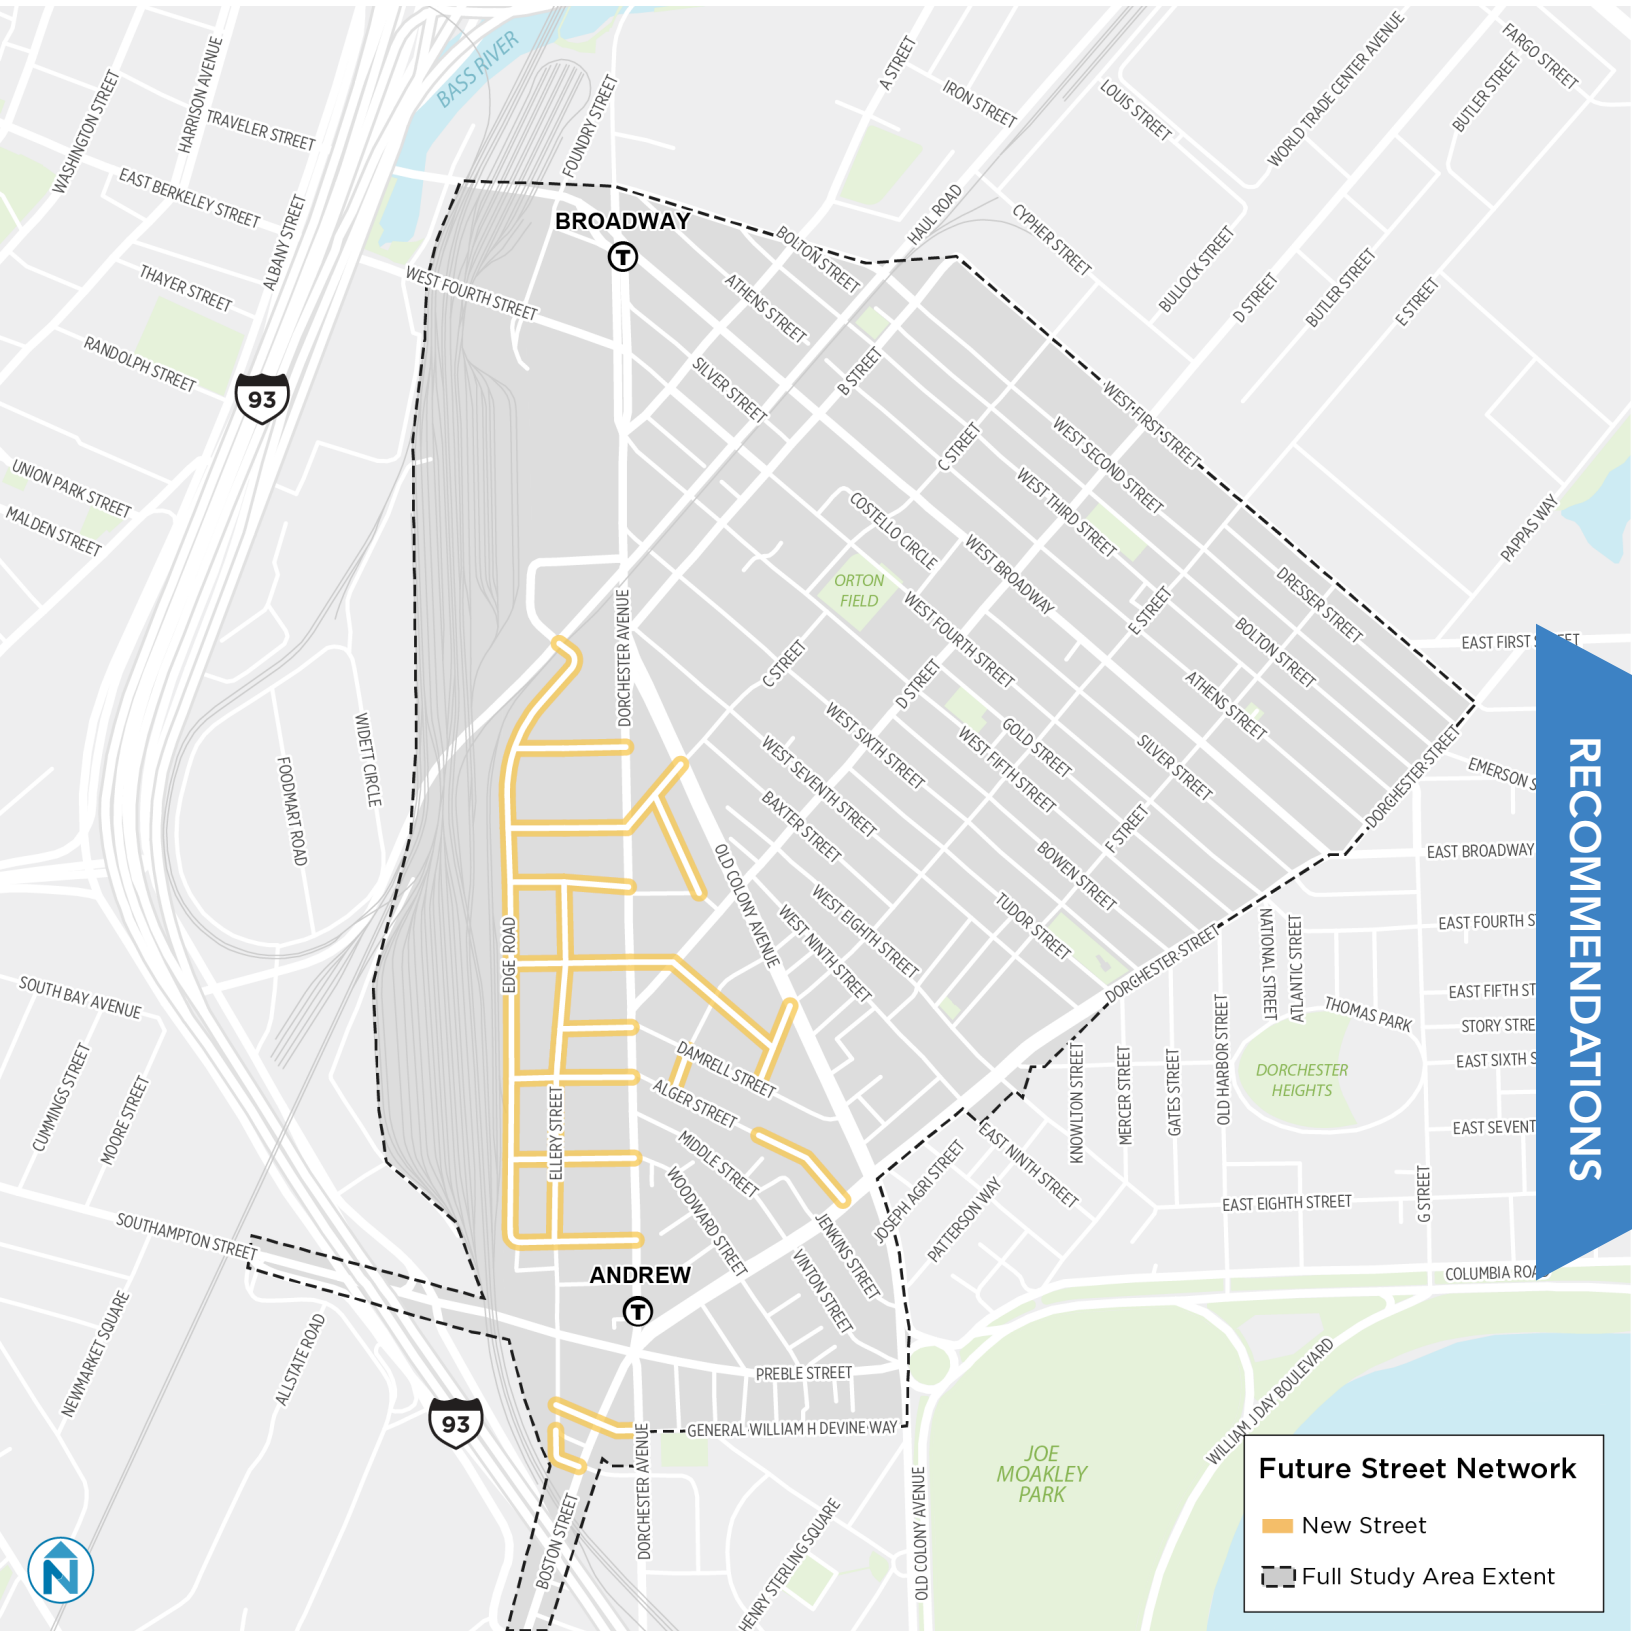 BASS RIVER
WASHINGTON STREET
HARRISON AVENUE
TRAVELER STREET
EAST BERKELEY STREET
ALBANY STREET
THAYER STREET
RANDOLPH STREET
93
UNION PARK STREET
MALDEN STREET
FOUNDRY STREET
A STREET
IRON STREET
LOUIS STREET
WORLD TRADE CENTER AVENUE
BUTLER STREET
FARGO STREET
HAUL ROAD
CYPHER STREET
BULLOCK STREET
D STREET
BUTLER STREET
E STREET
BROADWAY
T
BOLTON STREET
WEST FOURTH STREET
ATHENS STREET
SILVER STREET
B STREET
C STREET
WEST FIRST STREET
WEST SECOND STREET
WEST THIRD STREET
PAPPAS WAY
COSTELLO CIRCLE
WEST BROADWAY
ORTON
FIELD
WEST FOURTH STREET
E STREET
DRESSER STREET
BOLTON STREET
EAST FIRST STREET
DORCHESTER AVENUE
C STREET
D STREET
ATHENS STREET
GOLD STREET
WEST FIFTH STREET
WEST SIXTH STREET
WEST SEVENTH STREET
BAXTER STREET
SILVER STREET
F STREET
DORCHESTER STREET
EMERSON S
WIDETT CIRCLE
FOODMART ROAD
OLD COLONY AVENUE
BOWEN STREET
TUDOR STREET
WEST EIGHTH STREET
WEST NINTH STREET
EAST BROADWAY
EAST FOURTH S
NATIONAL STREET
ATLANTIC STREET
DORCHESTER STREET
EDGE ROAD
SOUTH BAY AVENUE
EAST FIFTH ST
THOMAS PARK
STORY STRE
EAST SIXTH S
DORCHESTER
HEIGHTS
OLD HARBOR STREET
GATES STREET
MERCER STREET
KNOWLTON STREET
CUMMINGS STREET
MOORE STREET
DAMRELL STREET
ALGER STREET
ELLERY STREET
MIDDLE STREET
WOODWARD STREET
EAST SEVENT
EAST NINTH STREET
JOSEPH AGRI STREET
PATTERSON WAY
EAST EIGHTH STREET
G STREET
SOUTHAMPTON STREET
JENKINS STREET
VINTON STREET
ANDREW
T
COLUMBIA ROAD
NEWMARKET SQUARE
ALLSTATE ROAD
PREBLE STREET
WILLIAM J DAY BOULEVARD
93
GENERAL WILLIAM H DEVINE WAY
DORCHESTER AVENUE
BOSTON STREET
OLD COLONY AVENUE
HENRY STERLING SQUARE
JOE
MOAKLEY
PARK
RECOMMENDATIONS
Future Street Network
New Street
Full Study Area Extent
N